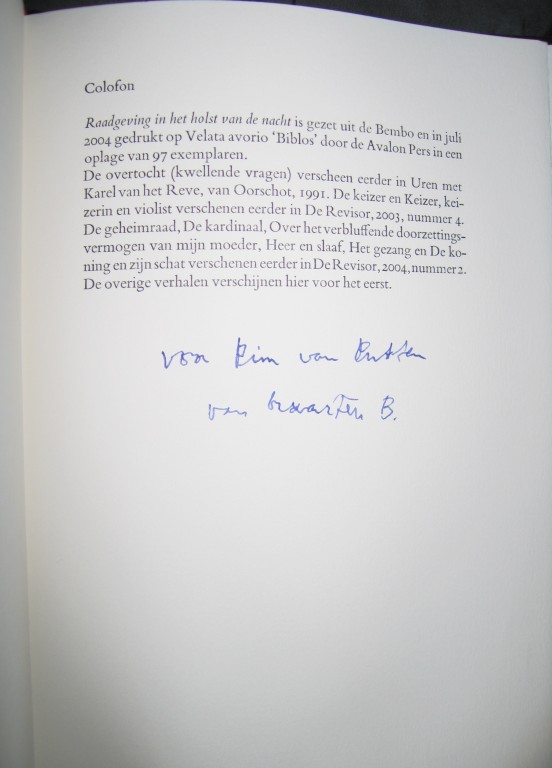 Colofon
Raadgeving in het holst van de nacht is gezet uit de Bembo en in juli
2004 gedrukt op Velata avorio ‘Biblos’ door de Avalon Pers in een
oplage van 97 exemplaren.
De overtocht (kwellende vragen) verscheen eerder in Uren met
Karel van het Reve, van Oorschot, 1991. De keizer en Keizer, kei-
zerin en violist verschenen eerder in De Revisor, 2003, nummer 4.
De geheimraad, De kardinaal, Over het verbluffende doorzettings-
vermogen van mijn moeder, Heer en slaaf, Het gezang en De ko-
ning en zijn schat verschenen eerder in De Revisor, 2004, nummer 2.
De overige verhalen verschijnen hier voor het eerst.
voor Kim van
van B.